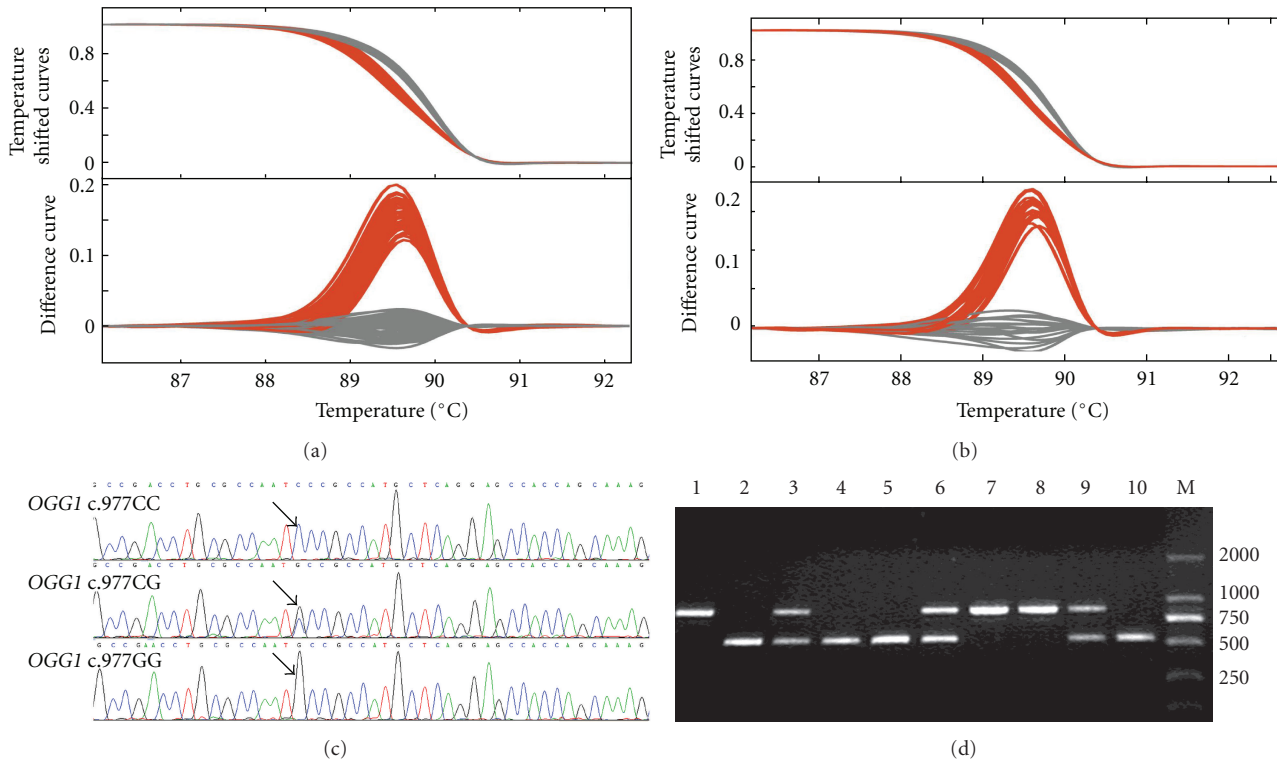 Temperature
shifted curves
0.8
0.4
0
Difference curve
0.2
0.1
0
87 88 89 90 91 92
Temperature (°C)
(a)
Temperature
shifted curves
0.8
0.4
0
Difference curve
0.2
0.1
0
87 88 89 90 91 92
Temperature (°C)
(b)
G C C G A C C T G C G C C A A T C C C G C C A T G C T C A G G A G C C A C C A G C A A A G
OGG1 c.977CC
G C C G A C C T G C G C C A A T G C C G C C A T G C T C A G G A G C C A C C A G C A A A G
OGG1 c.977CG
G C C G A A C C T G C G C C A A T G C C G C C A T G C T C A G G A G C C A C C A G C A A A G
OGG1 c.977GG
(c)
1 2 3 4 5 6 7 8 9 10 M
2000
1000
750
500
250
(d)